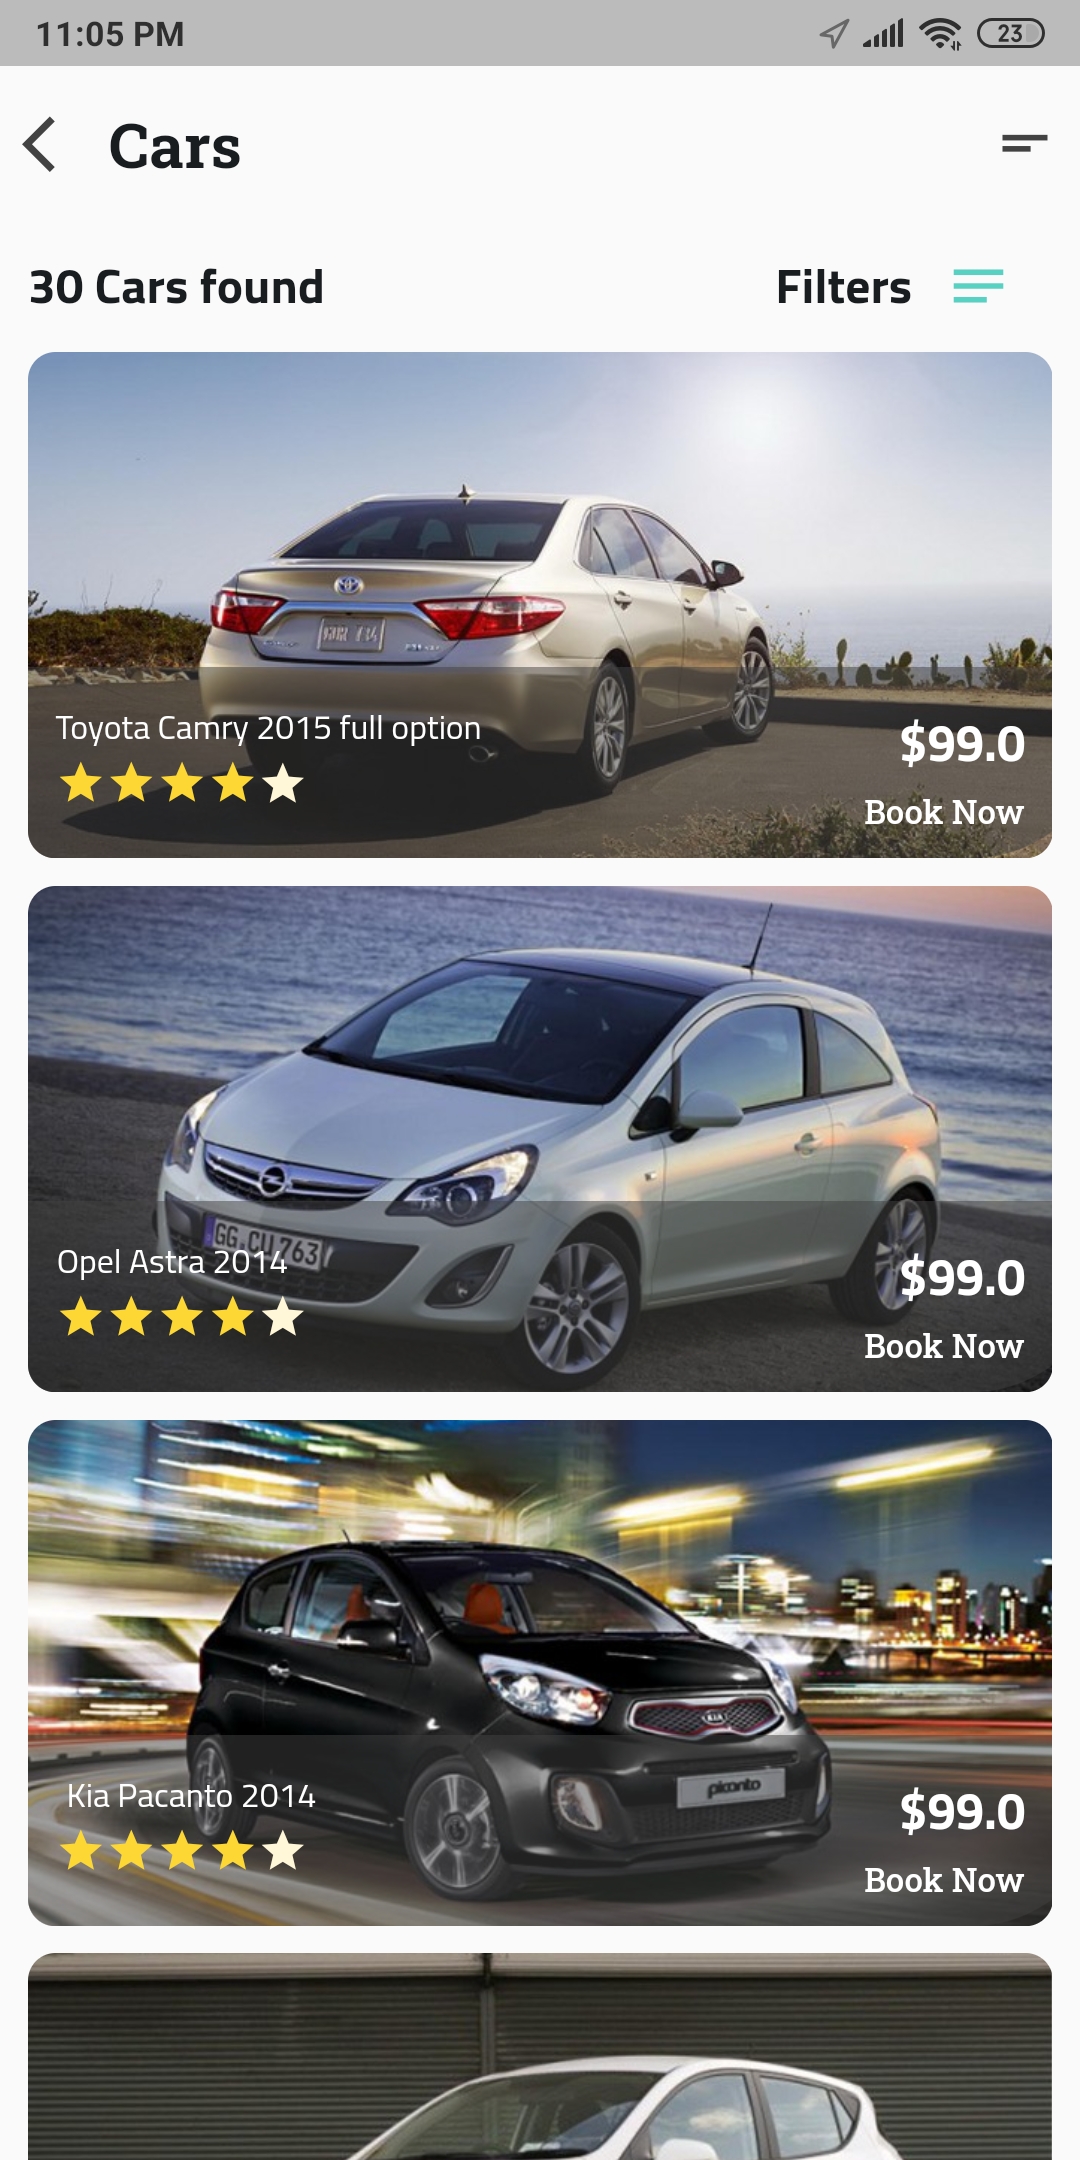 11:05 PM
23
Cars
30 Cars found
Filters
Toyota Camry 2015 full option
$99.0
Book Now
GG·CU 763
Opel Astra 2014
$99.0
Book Now
KIA
picanto
Kia Pacanto 2014
$99.0
Book Now